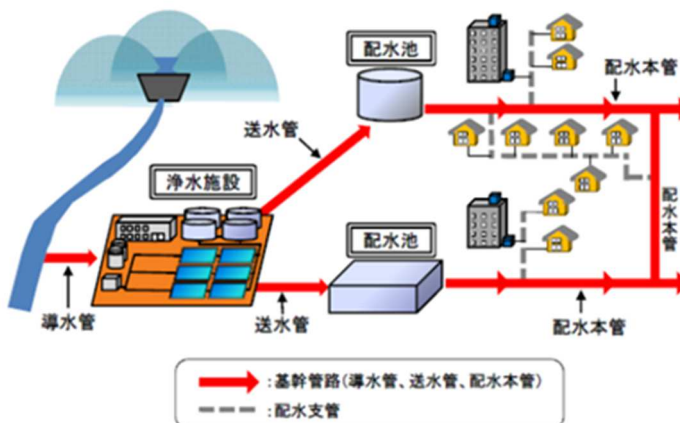 配水池
配水本管
送水管
浄水施設
配水池
配水本管
導水管
送水管
配水本管
:基幹管路(導水管、送水管、配水本管)
:配水支管